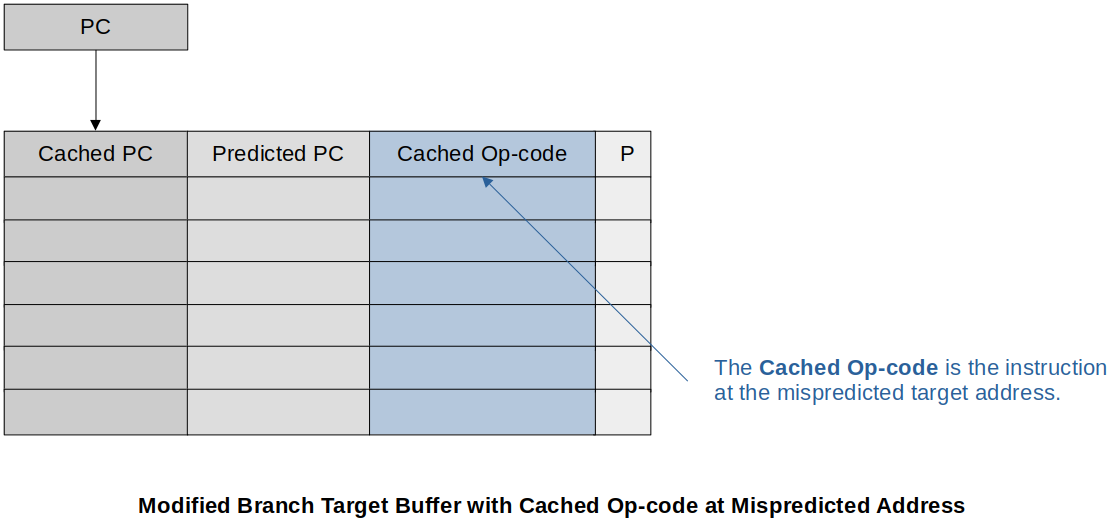 PC
Cached PC Predicted PC Cached Op-code P
The Cached Op-code is the instruction
at the mispredicted target address.
Modified Branch Target Buffer with Cached Op-code at Mispredicted Address